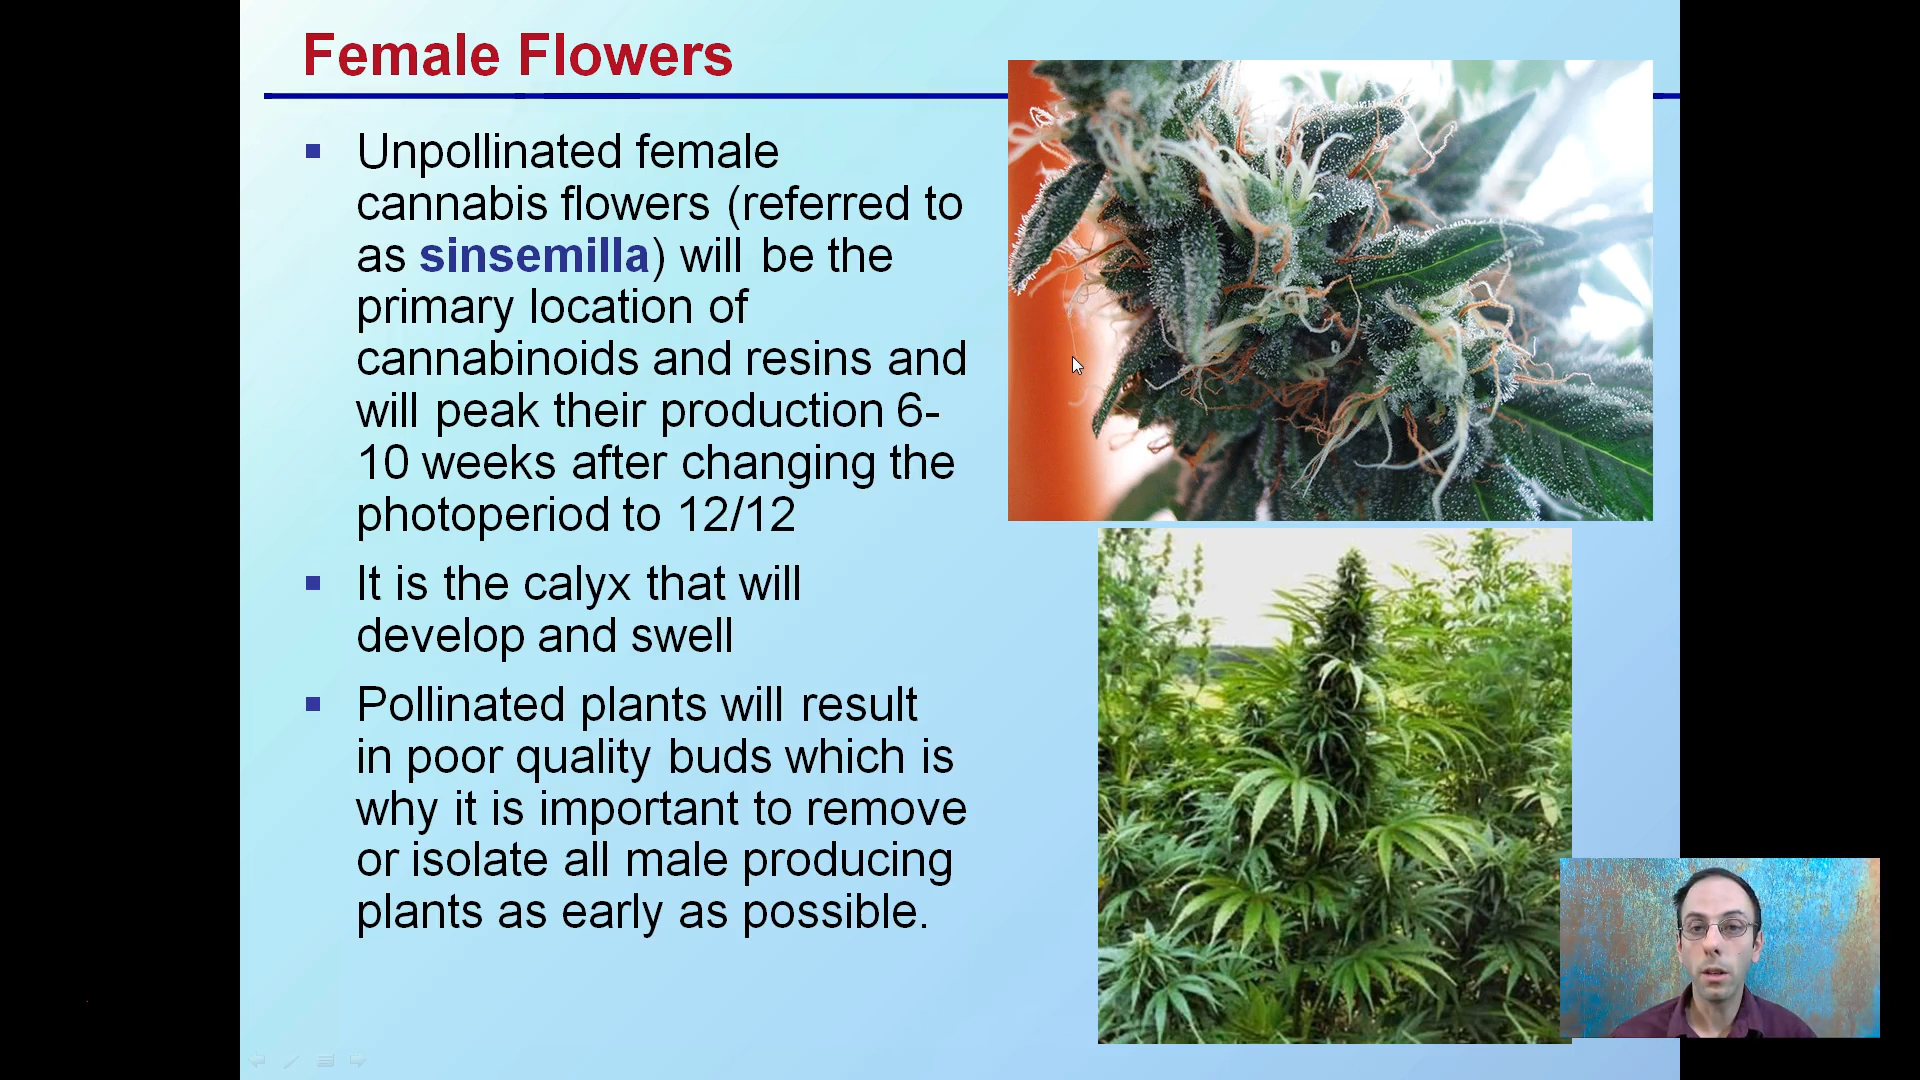 Female Flowers
Unpollinated female
cannabis flowers (referred to
as sinsemilla) will be the
primary location of
cannabinoids and resins and
will peak their production 6-
10 weeks after changing the
photoperiod to 12/12
It is the calyx that will
develop and swell
Pollinated plants will result
in poor quality buds which is
why it is important to remove
or isolate all male producing
plants as early as possible.